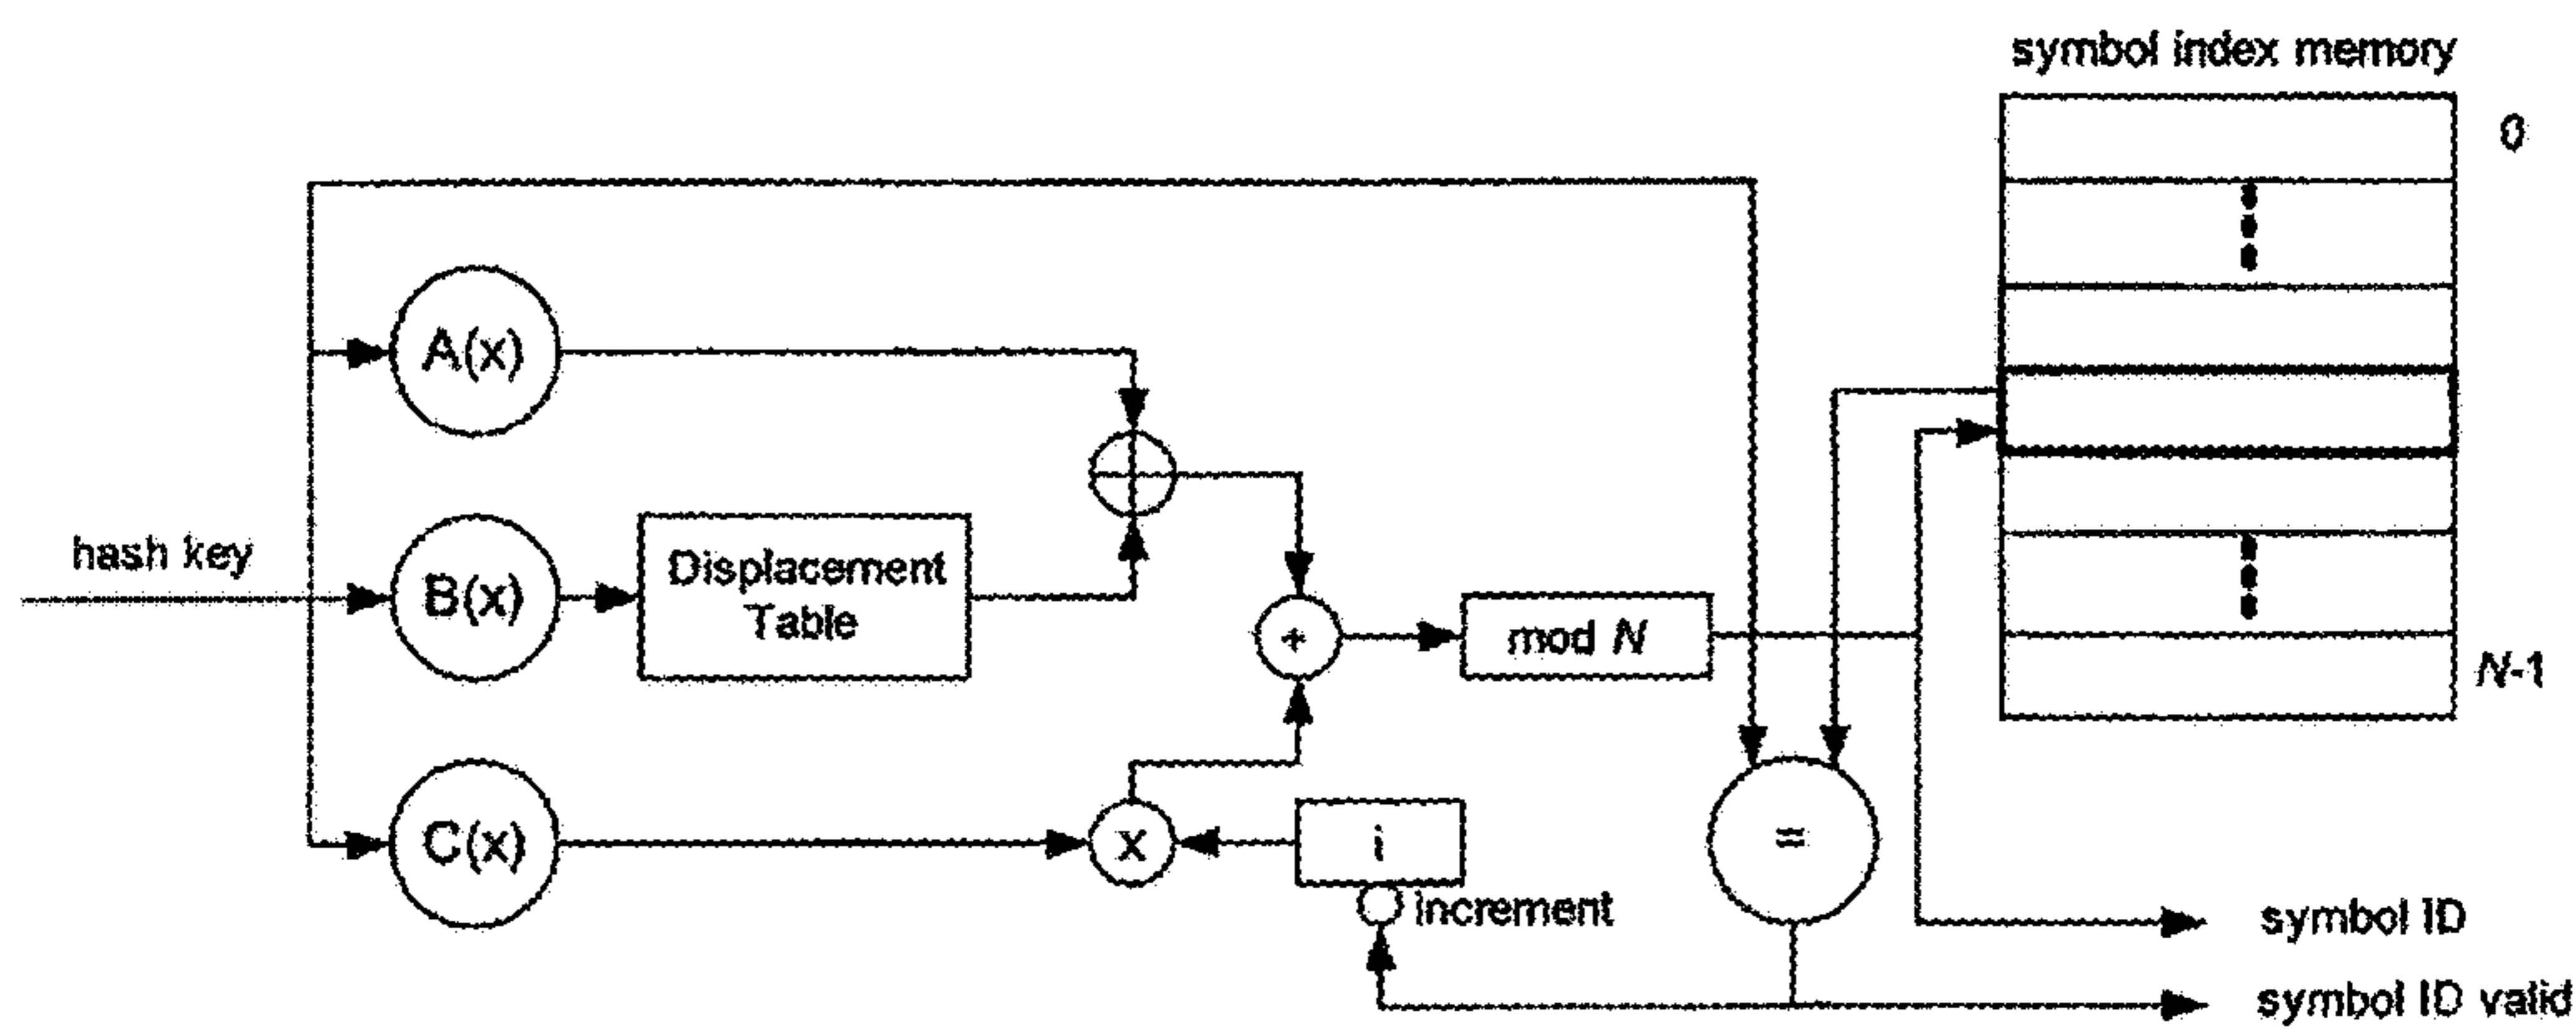 symbol index memory
0
A(x)
hash key
B(x)
Displacement
Table
+
mod N
N-1
C(x)
x
i
=
increment
symbol ID
symbol ID valid